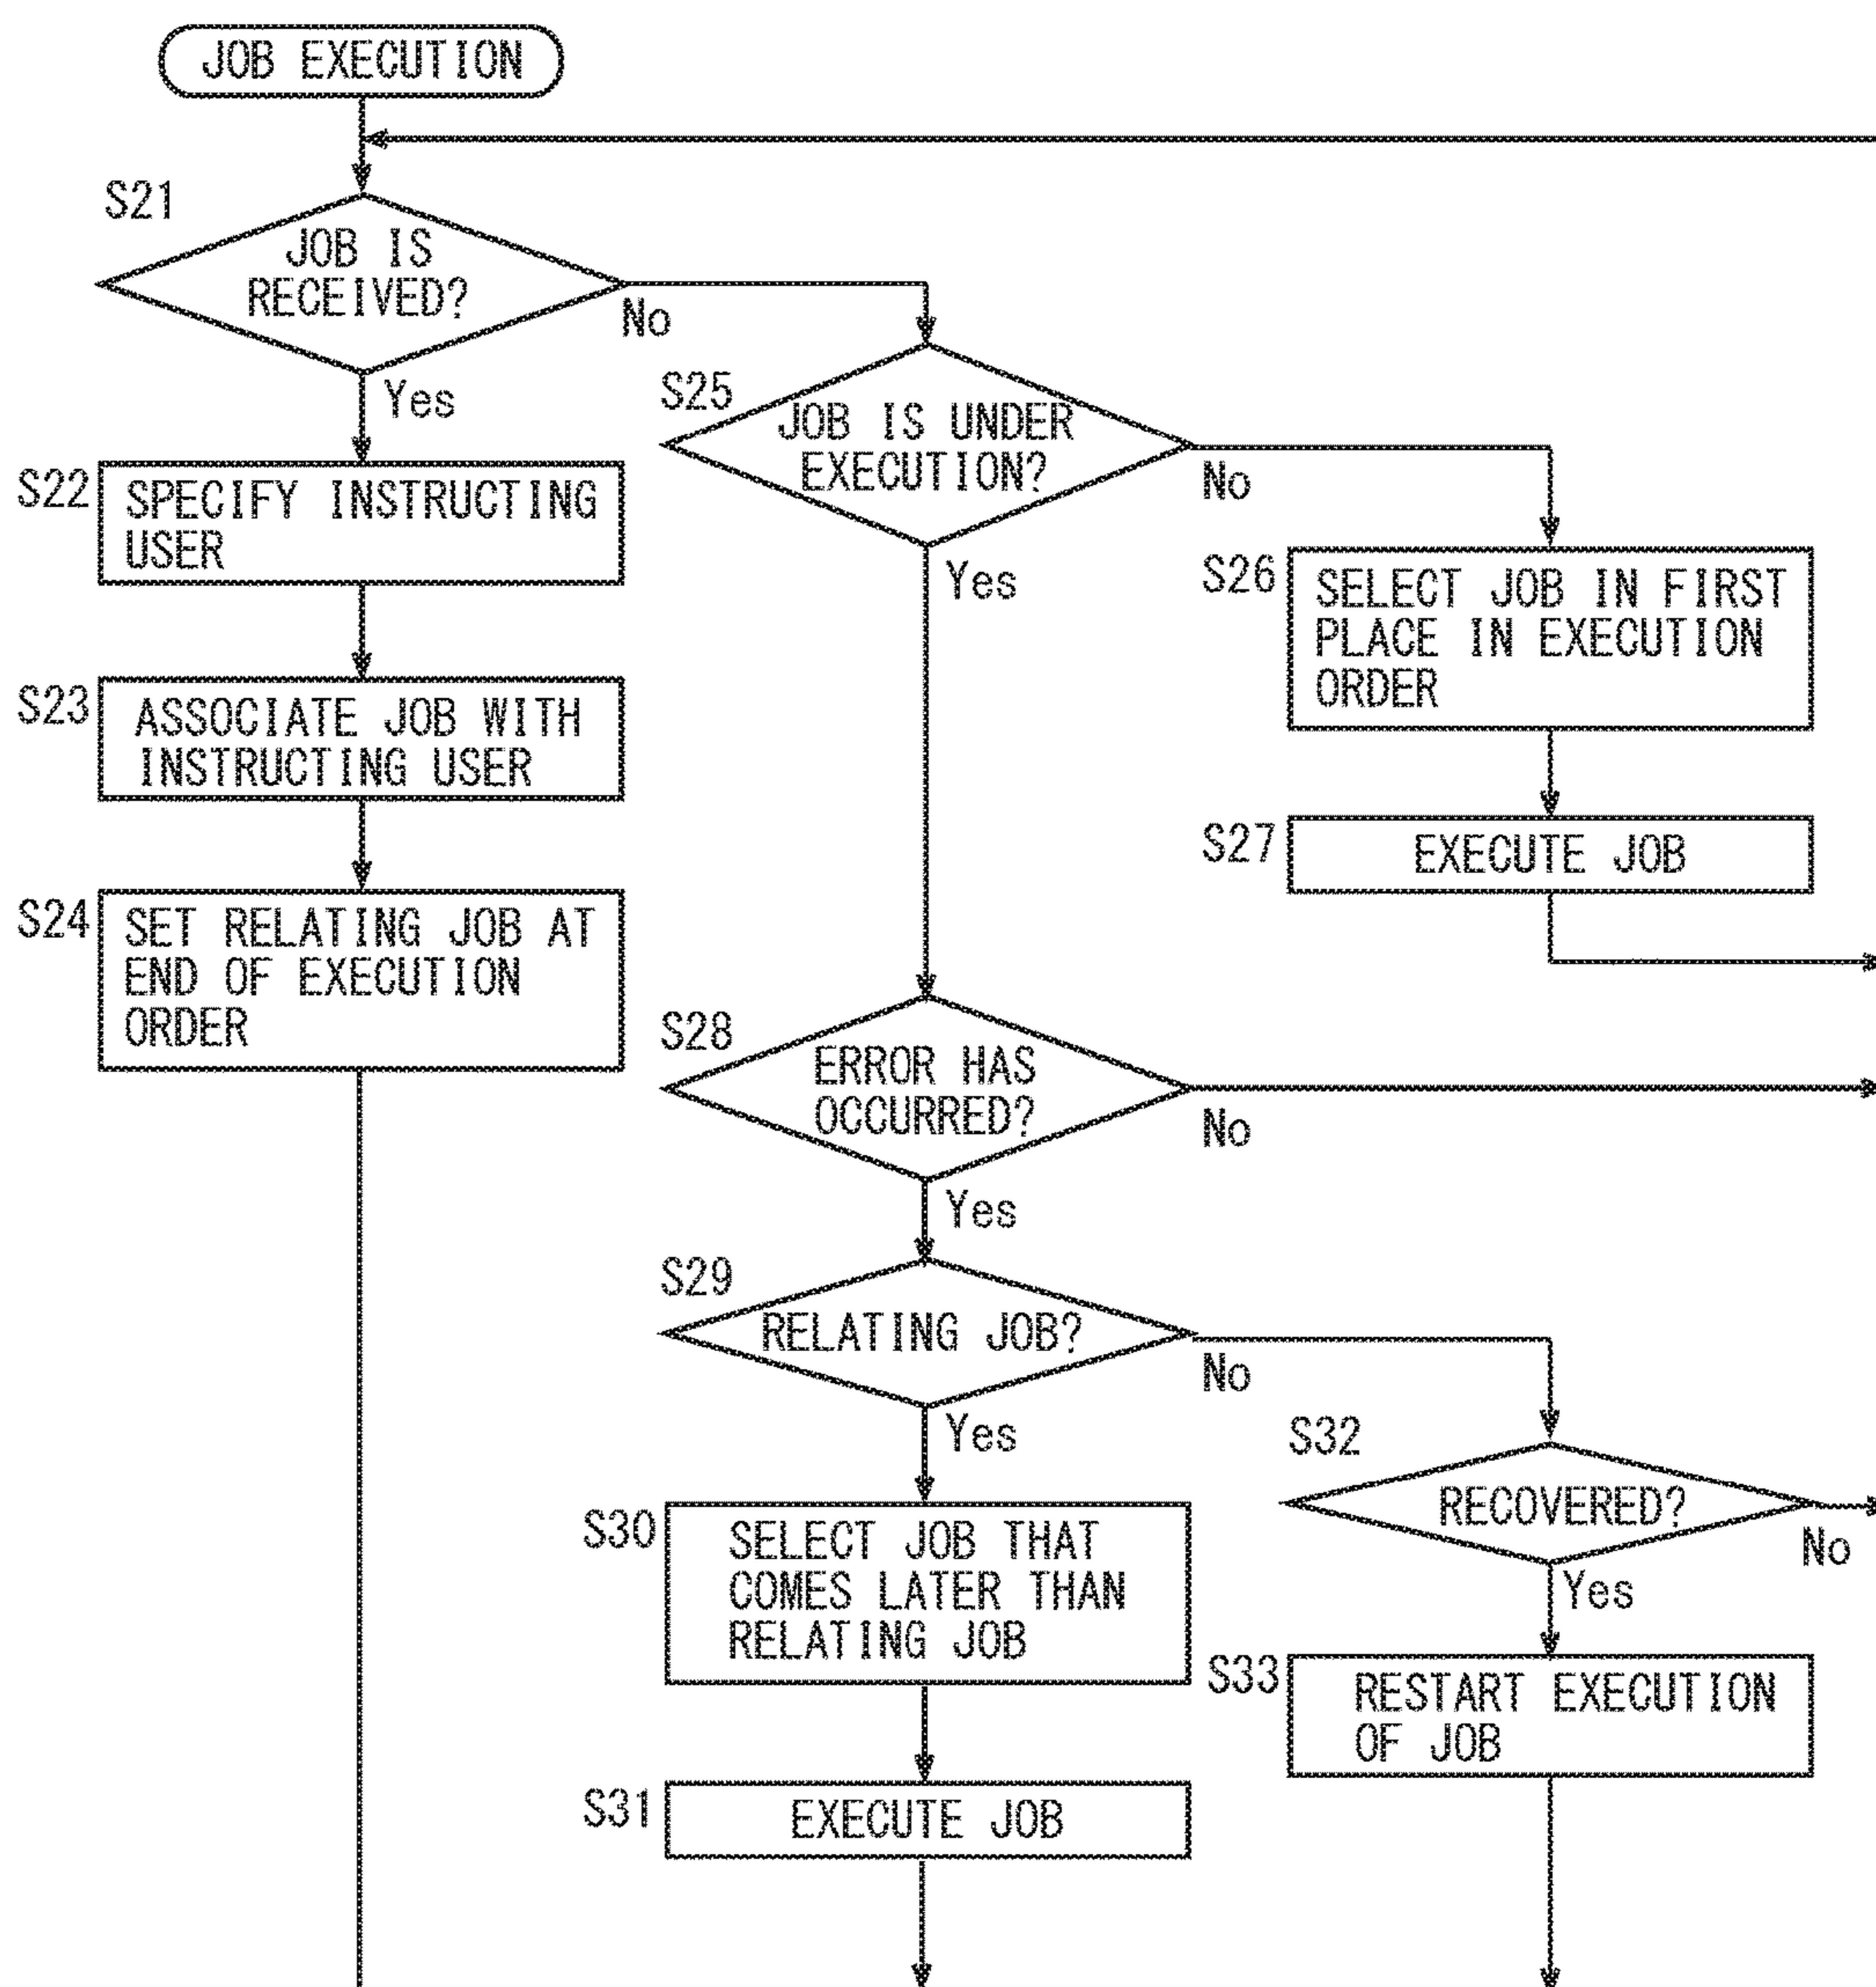 JOB EXECUTION
S21
JOB IS
RECEIVED?
No
Yes
S22
SPECIFY INSTRUCTING
USER
S23
ASSOCIATE JOB WITH
INSTRUCTING USER
S24
SET RELATING JOB AT
END OF EXECUTION
ORDER
S25
JOB IS UNDER
EXECUTION?
No
Yes
S26
SELECT JOB IN FIRST
PLACE IN EXECUTION
ORDER
S27
EXECUTE JOB
S28
ERROR HAS
OCCURRED?
No
Yes
S29
RELATING JOB?
No
Yes
S30
SELECT JOB THAT
COMES LATER THAN
RELATING JOB
S31
EXECUTE JOB
S32
RECOVERED?
No
Yes
S33
RESTART EXECUTION
OF JOB